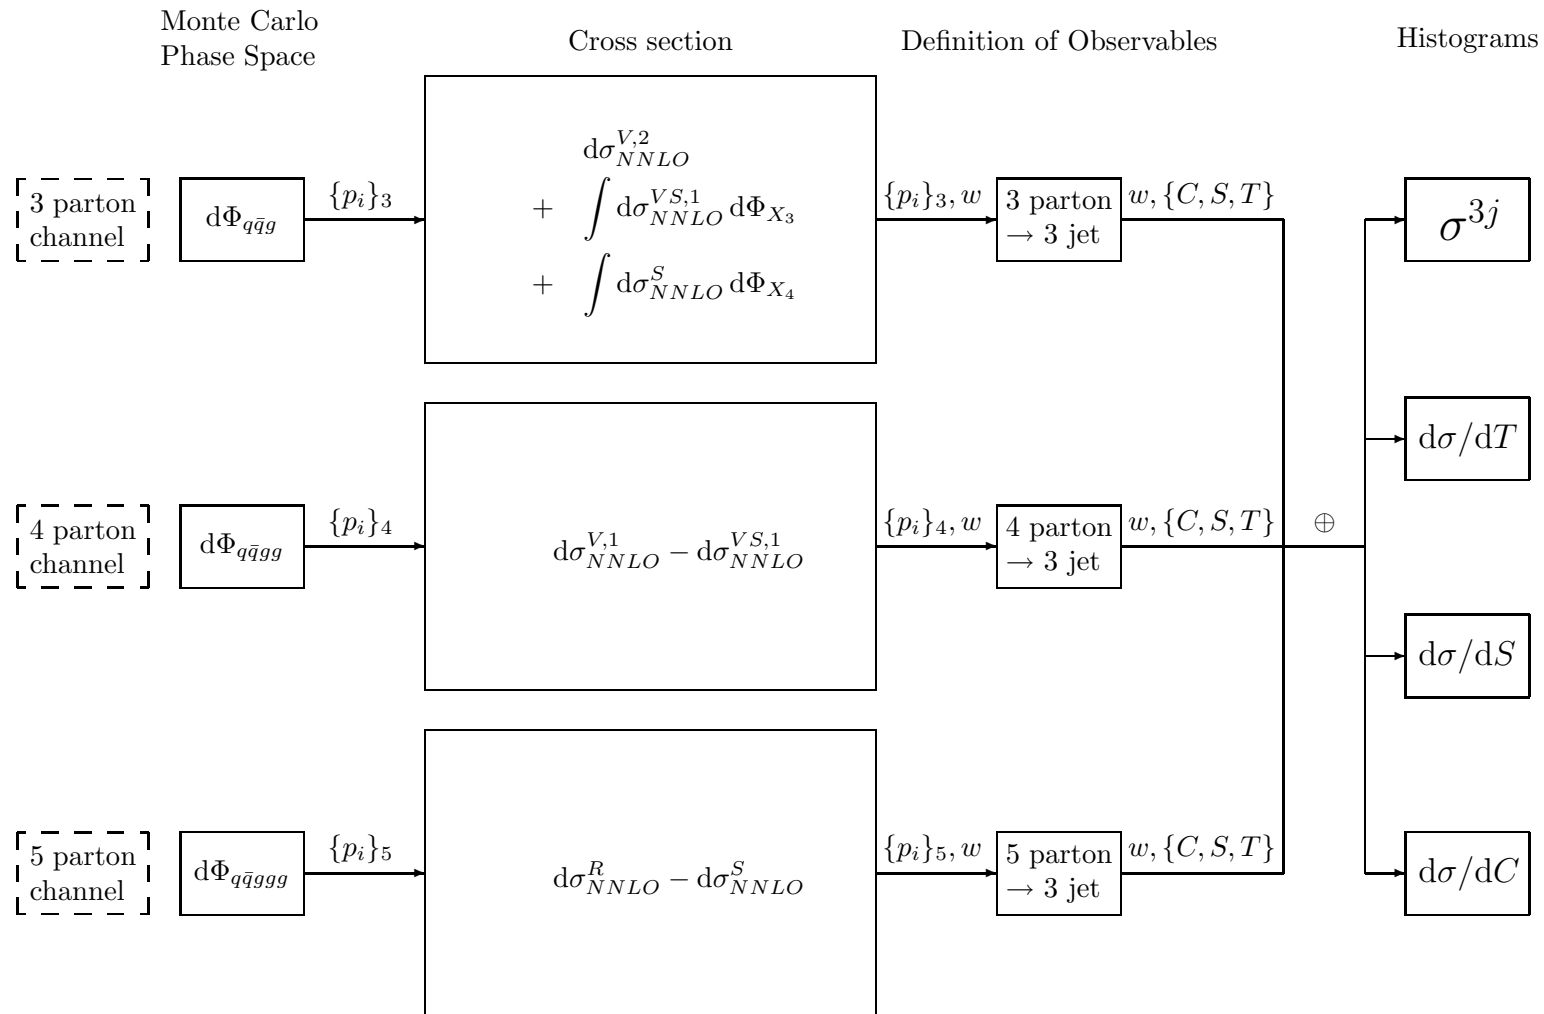 Monte Carlo
Phase Space
Cross section
Definition of Observables
Histograms
3 parton
channel
dΦ_{q\bar{q}g}
{p_i}_3
dσ^{V,2}_{NNLO}
+ ∫ dσ^{VS,1}_{NNLO} dΦ_{X_3}
+ ∫ dσ^{S}_{NNLO} dΦ_{X_4}
{p_i}_3, w
3 parton
→ 3 jet
w, {C, S, T}
σ^{3j}
dσ/dT
4 parton
channel
dΦ_{q\bar{q}gg}
{p_i}_4
dσ^{V,1}_{NNLO} − dσ^{VS,1}_{NNLO}
{p_i}_4, w
4 parton
→ 3 jet
w, {C, S, T}
⊕
dσ/dS
5 parton
channel
dΦ_{q\bar{q}ggg}
{p_i}_5
dσ^{R}_{NNLO} − dσ^{S}_{NNLO}
{p_i}_5, w
5 parton
→ 3 jet
w, {C, S, T}
dσ/dC